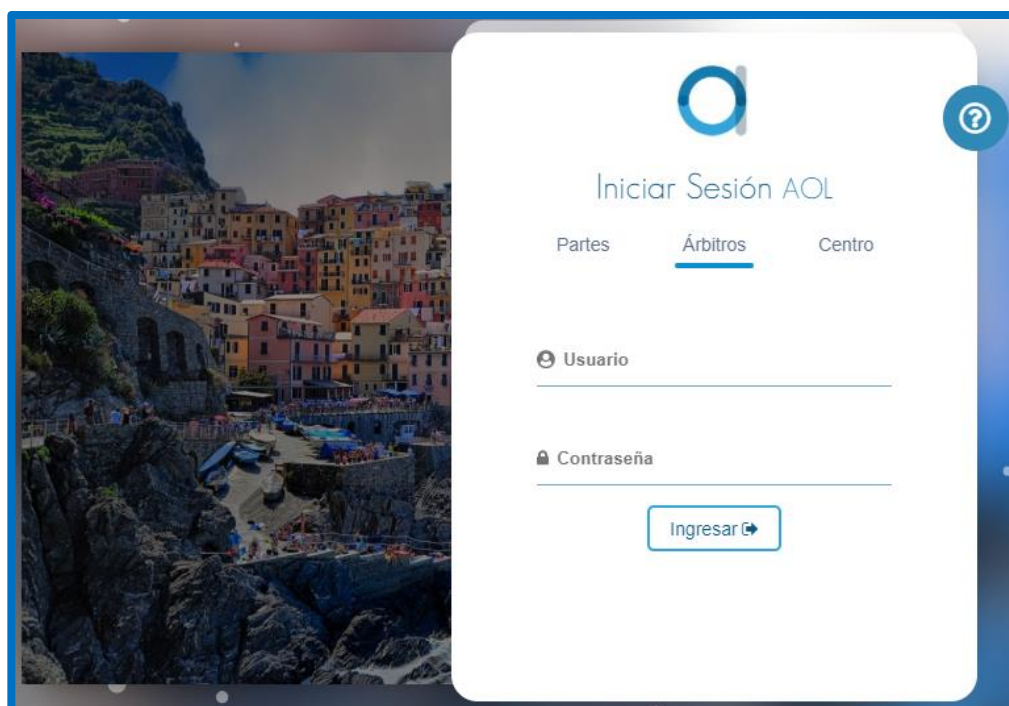 Iniciar Sesión AOL
Partes Árbitros Centro
Usuario
Contraseña
Ingresar